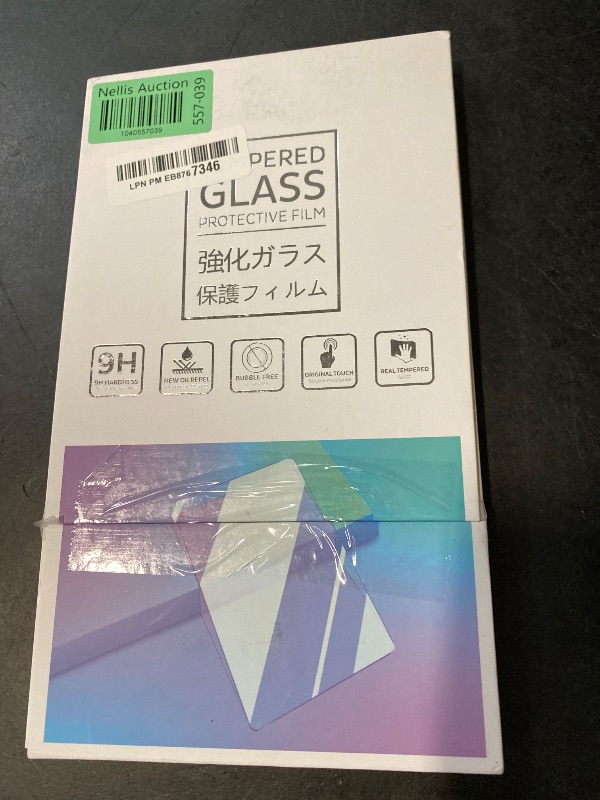 Nellis Auction
1040557039
557-039
LPN PM EB8767346
PERED
GLASS
PROTECTIVE FILM
強化ガラス
保護フィルム
9H
9H HARDNESS
NEW OIL REPEL
BUBBLE FREE
ORIGINAL TOUCH
REAL TEMPERED